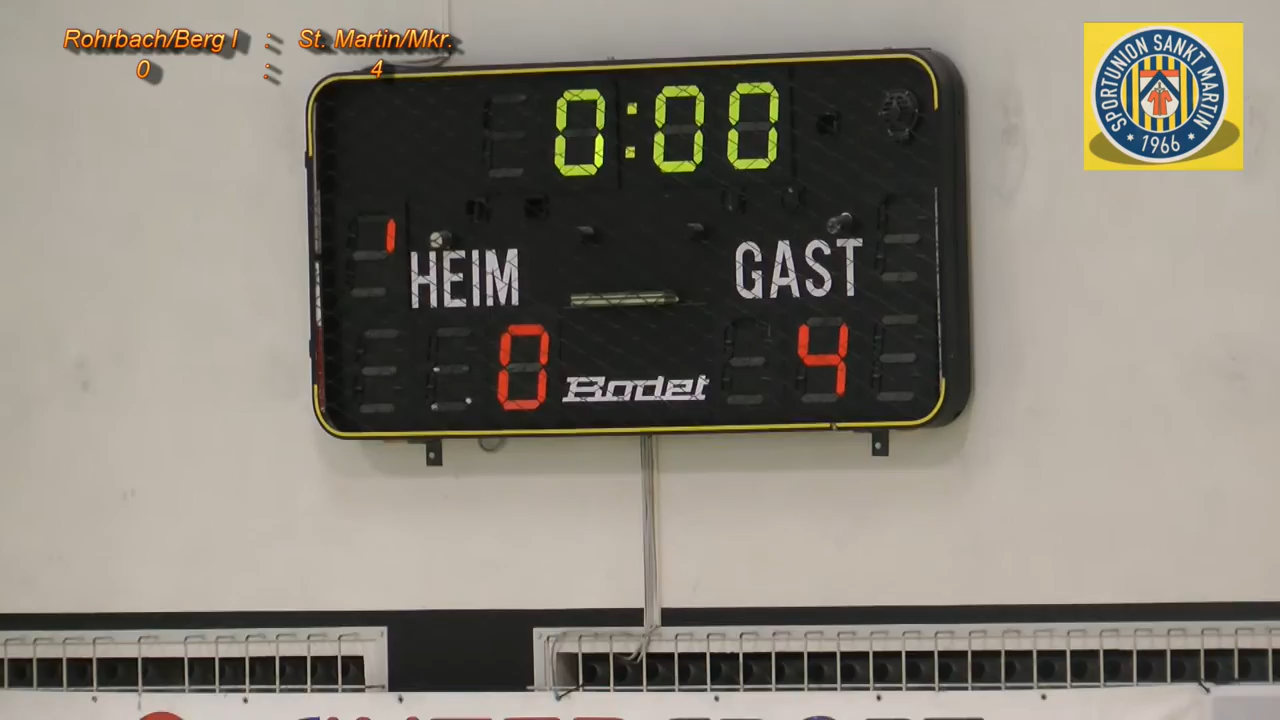 Rohrbach/Berg I : St. Martin/Mkr.
0 : 4
SPORTUNION SANKT MARTIN
* 1966 *
0:00
1
HEIM GAST
0 4
Bodet